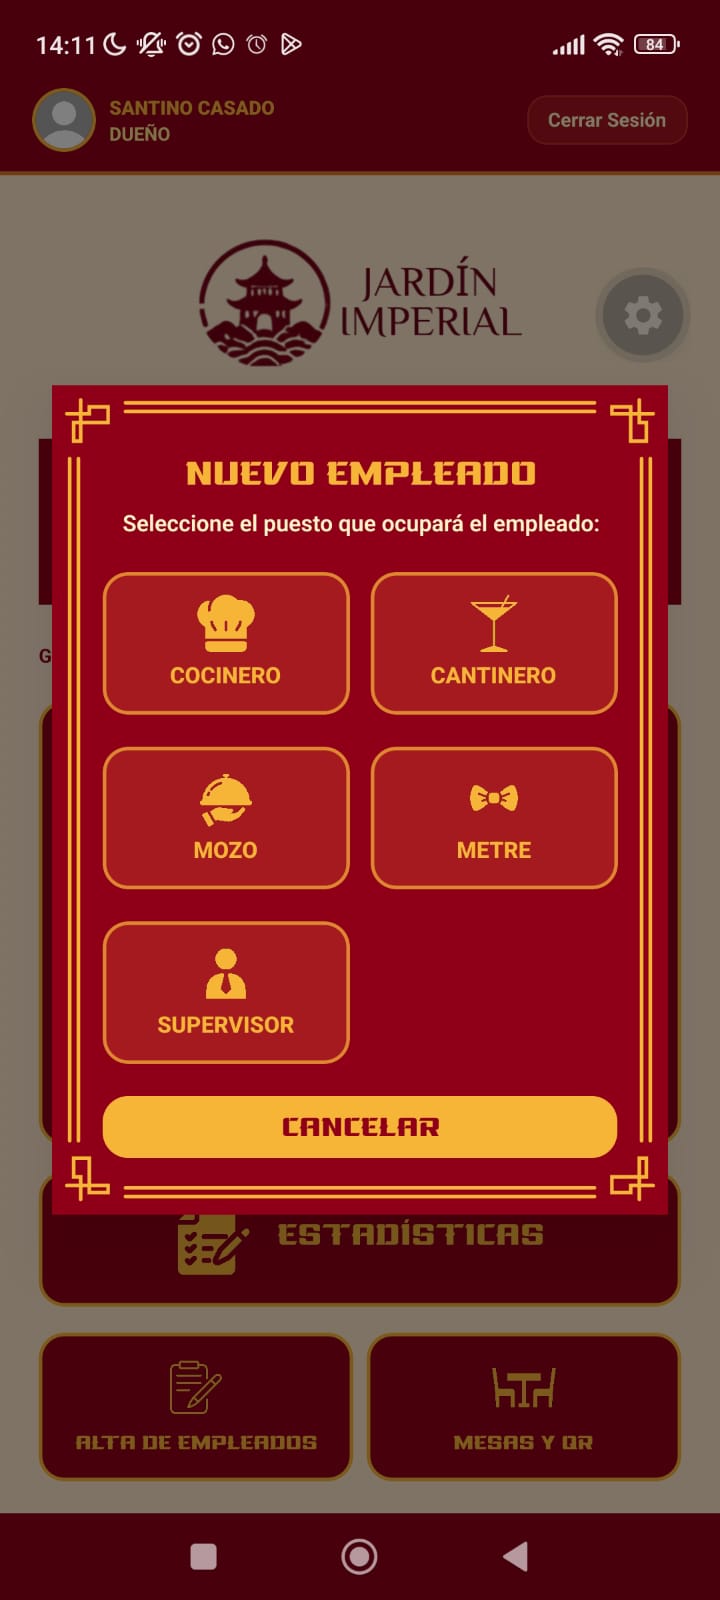 14:11
84
SANTINO CASADO
DUEÑO
Cerrar Sesión
JARDÍN
IMPERIAL
NUEVO EMPLEADO
Seleccione el puesto que ocupará el empleado:
G
COCINERO
CANTINERO
MOZO
METRE
SUPERVISOR
CANCELAR
ESTADÍSTICAS
ALTA DE EMPLEADOS
MESAS Y QR